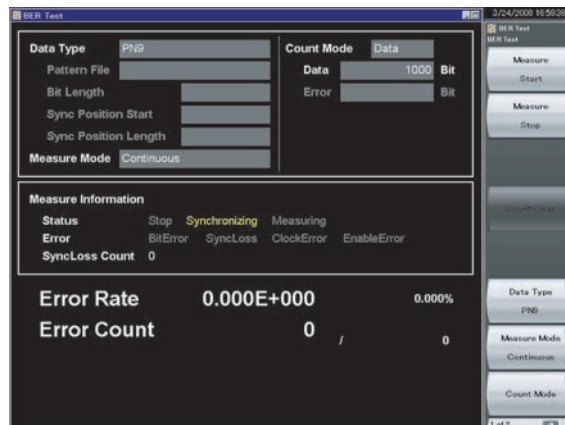 BER Test
3/24/2008 16:58:38
BER Test
BER Test
Data Type PN9
Pattern File
Bit Length
Sync Position Start
Sync Position Length
Measure Mode Continuous
Count Mode Data
Data 1000 Bit
Error Bit
Measure Information
Status Stop Synchronizing Measuring
Error BitError SyncLoss ClockError EnableError
SyncLoss Count 0
Error Rate 0.000E+000 0.000%
Error Count 0 / 0
Measure
Start
Measure
Stop
Count Clear
Data Type
PN9
Measure Mode
Continuous
Count Mode
1 of 2